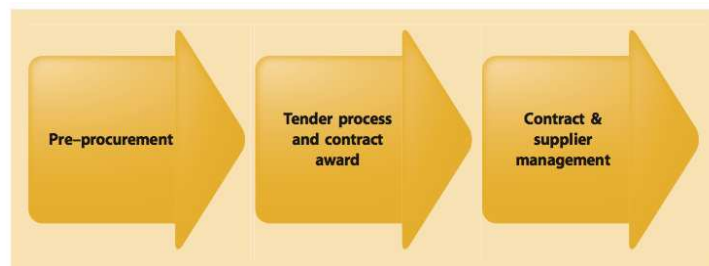 Pre–procurement
Tender process
and contract
award
Contract &
supplier
management